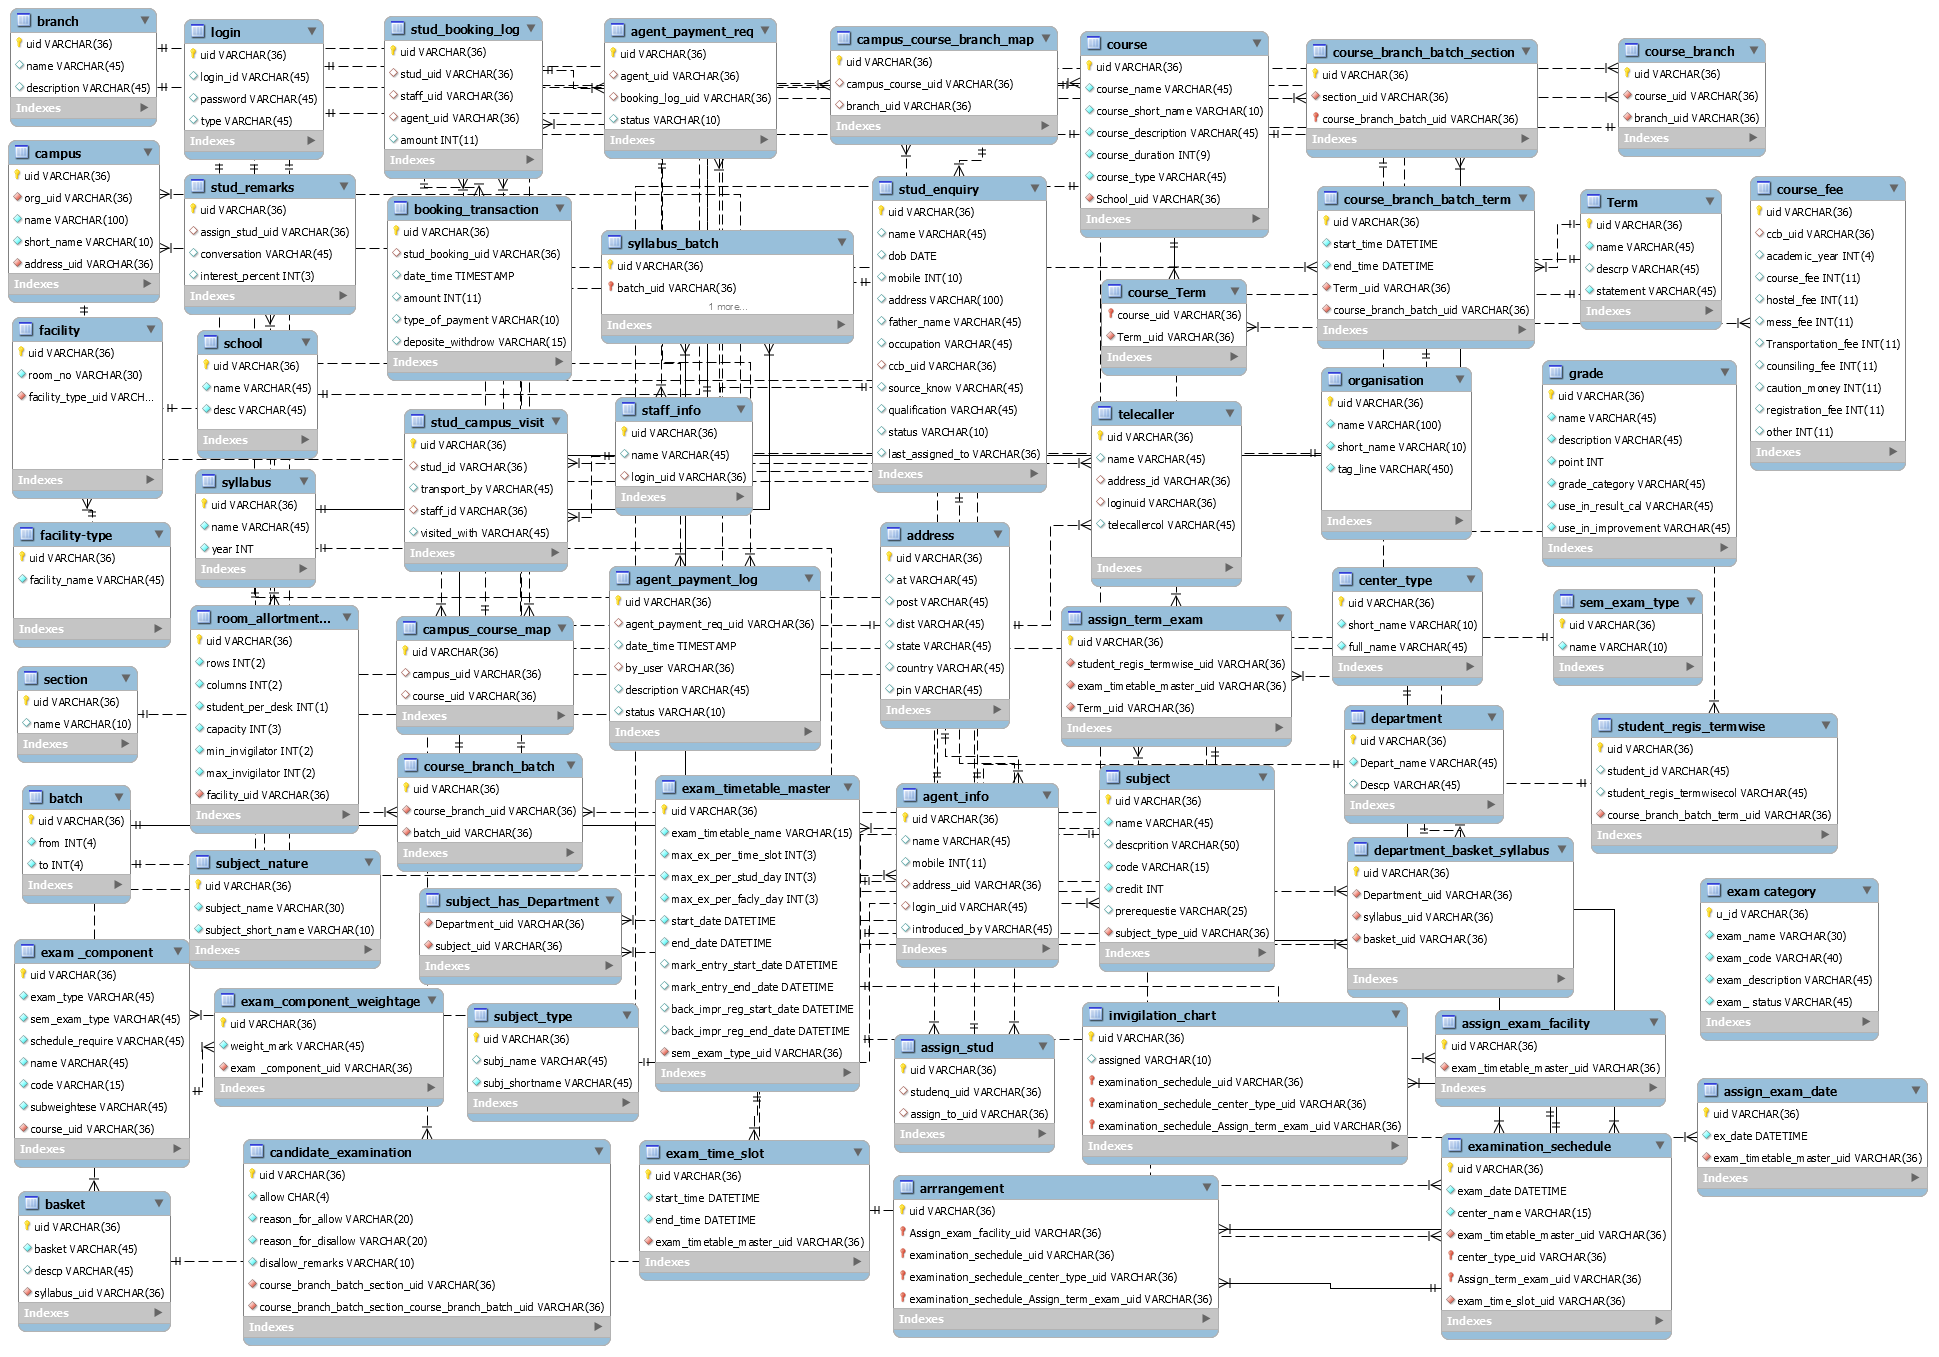 branch
uid VARCHAR(36)
name VARCHAR(45)
description VARCHAR(45)
Indexes
login
uid VARCHAR(36)
login_id VARCHAR(45)
password VARCHAR(45)
type VARCHAR(45)
Indexes
stud_booking_log
uid VARCHAR(36)
stud_uid VARCHAR(36)
staff_uid VARCHAR(36)
agent_uid VARCHAR(36)
amount INT(11)
Indexes
agent_payment_req
uid VARCHAR(36)
agent_uid VARCHAR(36)
booking_log_uid VARCHAR(36)
status VARCHAR(10)
Indexes
campus_course_branch_map
uid VARCHAR(36)
campus_course_uid VARCHAR(36)
branch_uid VARCHAR(36)
Indexes
course
uid VARCHAR(36)
course_name VARCHAR(45)
course_short_name VARCHAR(10)
course_description VARCHAR(45)
course_duration INT(9)
course_type VARCHAR(45)
School_uid VARCHAR(36)
Indexes
course_branch_batch_section
uid VARCHAR(36)
section_uid VARCHAR(36)
course_branch_batch_uid VARCHAR(36)
Indexes
course_branch
uid VARCHAR(36)
course_uid VARCHAR(36)
branch_uid VARCHAR(36)
Indexes
campus
uid VARCHAR(36)
org_uid VARCHAR(36)
name VARCHAR(100)
short_name VARCHAR(10)
address_uid VARCHAR(36)
Indexes
stud_remarks
uid VARCHAR(36)
assign_stud_uid VARCHAR(36)
conversation VARCHAR(45)
interest_percent INT(3)
Indexes
booking_transaction
uid VARCHAR(36)
stud_booking_uid VARCHAR(36)
date_time TIMESTAMP
amount INT(11)
type_of_payment VARCHAR(10)
deposite_withdrow VARCHAR(15)
Indexes
syllabus_batch
uid VARCHAR(36)
batch_uid VARCHAR(36)
1 more...
Indexes
stud_enquiry
uid VARCHAR(36)
name VARCHAR(45)
dob DATE
mobile INT(10)
address VARCHAR(100)
father_name VARCHAR(45)
occupation VARCHAR(45)
ccb_uid VARCHAR(36)
source_know VARCHAR(45)
qualification VARCHAR(45)
status VARCHAR(10)
last_assigned_to VARCHAR(36)
Indexes
course_Term
course_uid VARCHAR(36)
Term_uid VARCHAR(36)
Indexes
course_branch_batch_term
uid VARCHAR(36)
start_time DATETIME
end_time DATETIME
Term_uid VARCHAR(36)
course_branch_batch_uid VARCHAR(36)
Indexes
Term
uid VARCHAR(36)
name VARCHAR(45)
descrp VARCHAR(45)
statement VARCHAR(45)
Indexes
course_fee
uid VARCHAR(36)
ccb_uid VARCHAR(36)
academic_year INT(4)
course_fee INT(11)
hostel_fee INT(11)
mess_fee INT(11)
Transportation_fee INT(11)
counsiling_fee INT(11)
caution_money INT(11)
registration_fee INT(11)
other INT(11)
Indexes
facility
uid VARCHAR(36)
room_no VARCHAR(30)
facility_type_uid VARCH...
Indexes
school
uid VARCHAR(36)
name VARCHAR(45)
desc VARCHAR(45)
Indexes
stud_campus_visit
uid VARCHAR(36)
stud_id VARCHAR(36)
transport_by VARCHAR(45)
staff_id VARCHAR(36)
visited_with VARCHAR(45)
Indexes
staff_info
uid VARCHAR(36)
name VARCHAR(45)
login_uid VARCHAR(36)
Indexes
telecaller
uid VARCHAR(36)
name VARCHAR(45)
address_id VARCHAR(36)
loginuid VARCHAR(36)
telecallercol VARCHAR(45)
Indexes
organisation
uid VARCHAR(36)
name VARCHAR(100)
short_name VARCHAR(10)
tag_line VARCHAR(450)
Indexes
grade
uid VARCHAR(36)
name VARCHAR(45)
description VARCHAR(45)
point INT
grade_category VARCHAR(45)
use_in_result_cal VARCHAR(45)
use_in_improvement VARCHAR(45)
Indexes
syllabus
uid VARCHAR(36)
name VARCHAR(45)
year INT
Indexes
facility-type
uid VARCHAR(36)
facility_name VARCHAR(45)
Indexes
room_allortment...
uid VARCHAR(36)
rows INT(2)
columns INT(2)
student_per_desk INT(1)
capacity INT(3)
min_invigilator INT(2)
max_invigilator INT(2)
facility_uid VARCHAR(36)
Indexes
campus_course_map
uid VARCHAR(36)
campus_uid VARCHAR(36)
course_uid VARCHAR(36)
Indexes
agent_payment_log
uid VARCHAR(36)
agent_payment_req_uid VARCHAR(36)
date_time TIMESTAMP
by_user VARCHAR(36)
description VARCHAR(45)
status VARCHAR(10)
Indexes
address
uid VARCHAR(36)
at VARCHAR(45)
post VARCHAR(45)
dist VARCHAR(45)
state VARCHAR(45)
country VARCHAR(45)
pin VARCHAR(45)
Indexes
assign_term_exam
uid VARCHAR(36)
student_regis_termwise_uid VARCHAR(36)
exam_timetable_master_uid VARCHAR(36)
Term_uid VARCHAR(36)
Indexes
center_type
uid VARCHAR(36)
short_name VARCHAR(10)
full_name VARCHAR(45)
Indexes
sem_exam_type
uid VARCHAR(36)
name VARCHAR(10)
Indexes
section
uid VARCHAR(36)
name VARCHAR(10)
Indexes
department
uid VARCHAR(36)
Depart_name VARCHAR(45)
Descp VARCHAR(45)
Indexes
student_regis_termwise
uid VARCHAR(36)
student_id VARCHAR(45)
student_regis_termwisecol VARCHAR(45)
course_branch_batch_term_uid VARCHAR(36)
Indexes
batch
uid VARCHAR(36)
from INT(4)
to INT(4)
Indexes
course_branch_batch
uid VARCHAR(36)
course_branch_uid VARCHAR(36)
batch_uid VARCHAR(36)
Indexes
exam_timetable_master
uid VARCHAR(36)
exam_timetable_name VARCHAR(15)
max_ex_per_time_slot INT(3)
max_ex_per_stud_day INT(3)
max_ex_per_facly_day INT(3)
start_date DATETIME
end_date DATETIME
mark_entry_start_date DATETIME
mark_entry_end_date DATETIME
back_impr_reg_start_date DATETIME
back_impr_reg_end_date DATETIME
sem_exam_type_uid VARCHAR(36)
Indexes
agent_info
uid VARCHAR(36)
name VARCHAR(45)
mobile INT(11)
address_uid VARCHAR(36)
login_uid VARCHAR(45)
introduced_by VARCHAR(45)
Indexes
subject
uid VARCHAR(36)
name VARCHAR(45)
descprition VARCHAR(50)
code VARCHAR(15)
credit INT
prerequestie VARCHAR(25)
subject_type_uid VARCHAR(36)
Indexes
department_basket_syllabus
uid VARCHAR(36)
Department_uid VARCHAR(36)
syllabus_uid VARCHAR(36)
basket_uid VARCHAR(36)
Indexes
exam category
u_id VARCHAR(36)
exam_name VARCHAR(30)
exam_code VARCHAR(40)
exam_description VARCHAR(45)
exam_ status VARCHAR(45)
Indexes
subject_nature
uid VARCHAR(36)
subject_name VARCHAR(30)
subject_short_name VARCHAR(10)
Indexes
subject_has_Department
Department_uid VARCHAR(36)
subject_uid VARCHAR(36)
Indexes
exam _component
uid VARCHAR(36)
exam_type VARCHAR(45)
sem_exam_type VARCHAR(45)
schedule_require VARCHAR(45)
name VARCHAR(45)
code VARCHAR(15)
subweightese VARCHAR(45)
course_uid VARCHAR(36)
Indexes
exam_component_weightage
uid VARCHAR(36)
weight_mark VARCHAR(45)
exam _component_uid VARCHAR(36)
Indexes
subject_type
uid VARCHAR(36)
subj_name VARCHAR(45)
subj_shortname VARCHAR(45)
Indexes
assign_stud
uid VARCHAR(36)
studenq_uid VARCHAR(36)
assign_to_uid VARCHAR(36)
Indexes
invigilation_chart
uid VARCHAR(36)
assigned VARCHAR(10)
examination_sechedule_uid VARCHAR(36)
examination_sechedule_center_type_uid VARCHAR(36)
examination_sechedule_Assign_term_exam_uid VARCHAR(36)
Indexes
assign_exam_facility
uid VARCHAR(36)
exam_timetable_master_uid VARCHAR(36)
Indexes
assign_exam_date
uid VARCHAR(36)
ex_date DATETIME
exam_timetable_master_uid VARCHAR(36)
Indexes
basket
uid VARCHAR(36)
basket VARCHAR(45)
descp VARCHAR(45)
syllabus_uid VARCHAR(36)
Indexes
candidate_examination
uid VARCHAR(36)
allow CHAR(4)
reason_for_allow VARCHAR(20)
reason_for_disallow VARCHAR(20)
disallow_remarks VARCHAR(10)
course_branch_batch_section_uid VARCHAR(36)
course_branch_batch_section_course_branch_batch_uid VARCHAR(36)
Indexes
exam_time_slot
uid VARCHAR(36)
start_time DATETIME
end_time DATETIME
exam_timetable_master_uid VARCHAR(36)
Indexes
arrrangement
uid VARCHAR(36)
Assign_exam_facility_uid VARCHAR(36)
examination_sechedule_uid VARCHAR(36)
examination_sechedule_center_type_uid VARCHAR(36)
examination_sechedule_Assign_term_exam_uid VARCHAR(36)
Indexes
examination_sechedule
uid VARCHAR(36)
exam_date DATETIME
center_name VARCHAR(15)
exam_timetable_master_uid VARCHAR(36)
center_type_uid VARCHAR(36)
Assign_term_exam_uid VARCHAR(36)
exam_time_slot_uid VARCHAR(36)
Indexes